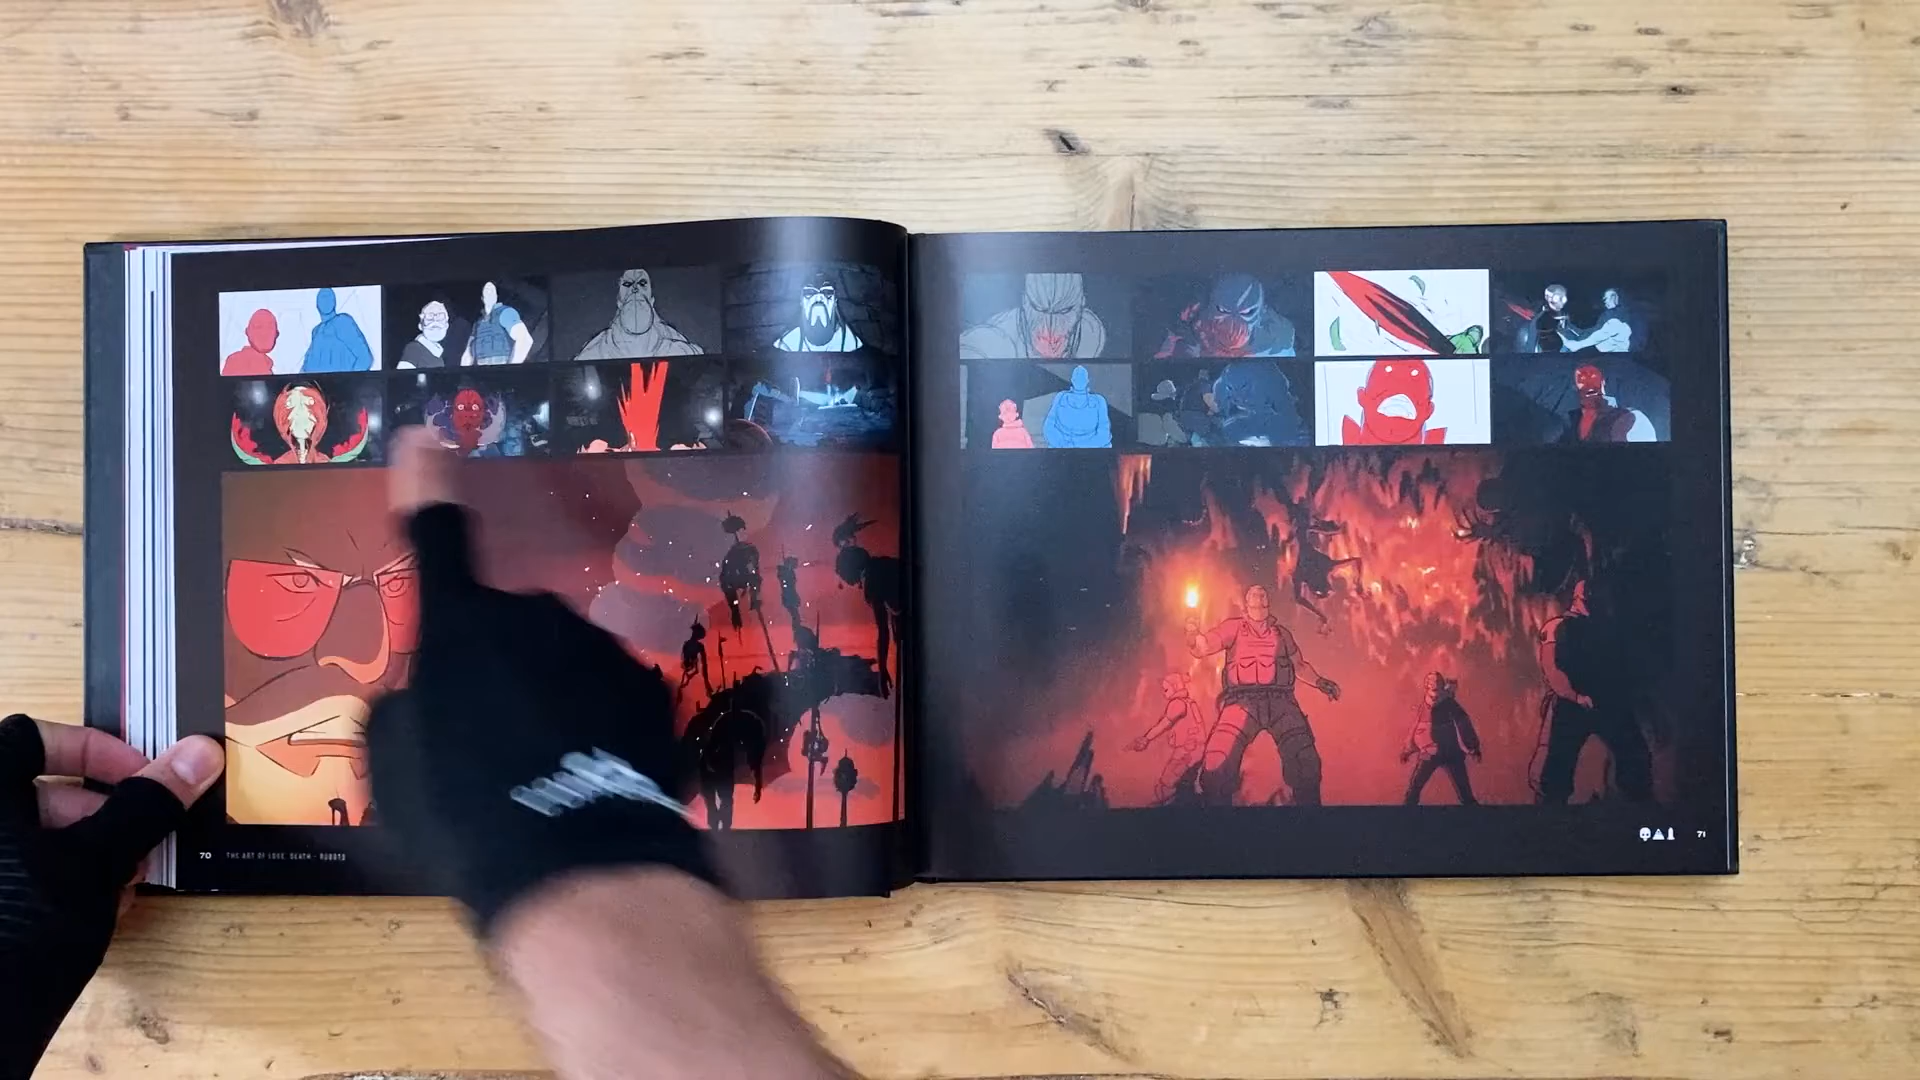 70 THE ART OF LOVE, DEATH + ROBOTS
71